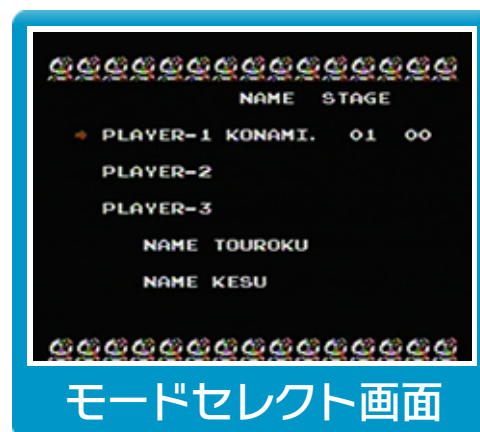 NAME STAGE
PLAYER-1 KONAMI. 01 00
PLAYER-2
PLAYER-3
NAME TOUROKU
NAME KESU
モードセレクト画面